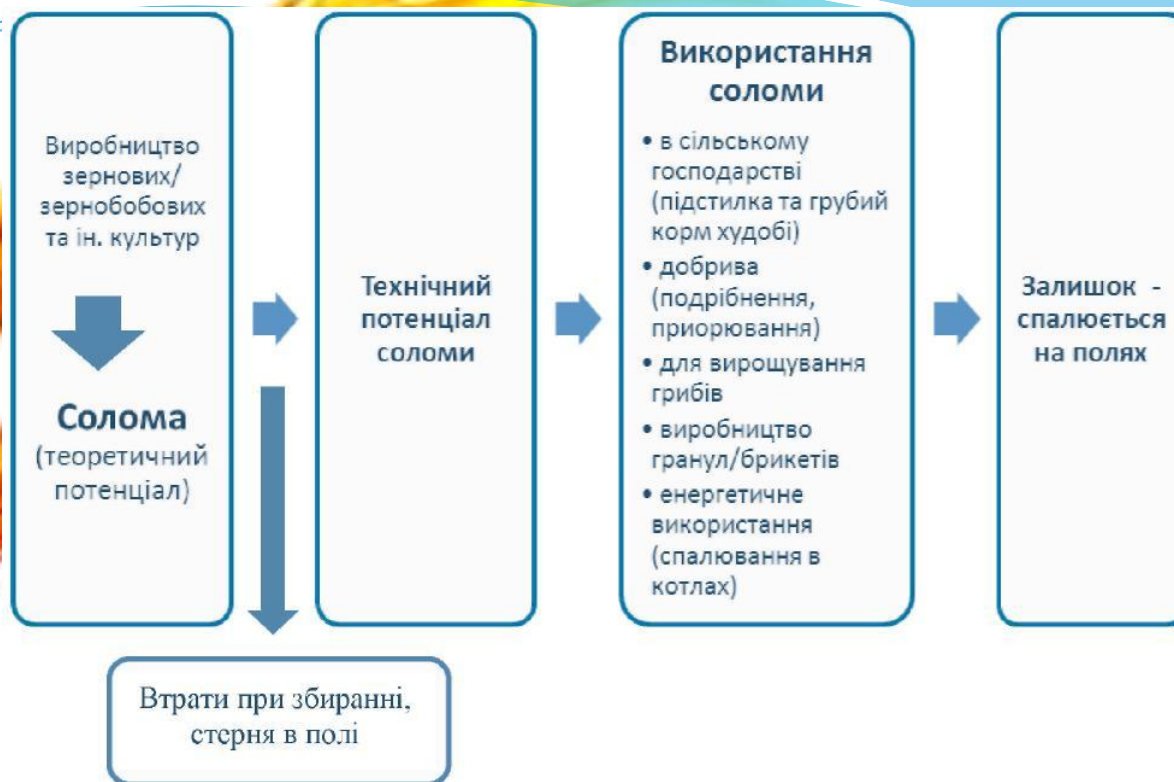 Виробництво
зернових/
зернобобових
та ін. культур
Солома
(теоретичний
потенціал)
Втрати при збиранні,
стерня в полі
Технічний
потенціал
соломи
Використання
соломи
• в сільському
господарстві
(підстилка та грубий
корм худобі)
• добрива
(подрібнення,
приорювання)
• для вирощування
грибів
• виробництво
гранул/брикетів
• енергетичне
використання
(спалювання в
котлах)
Залишок -
спалюється
на полях